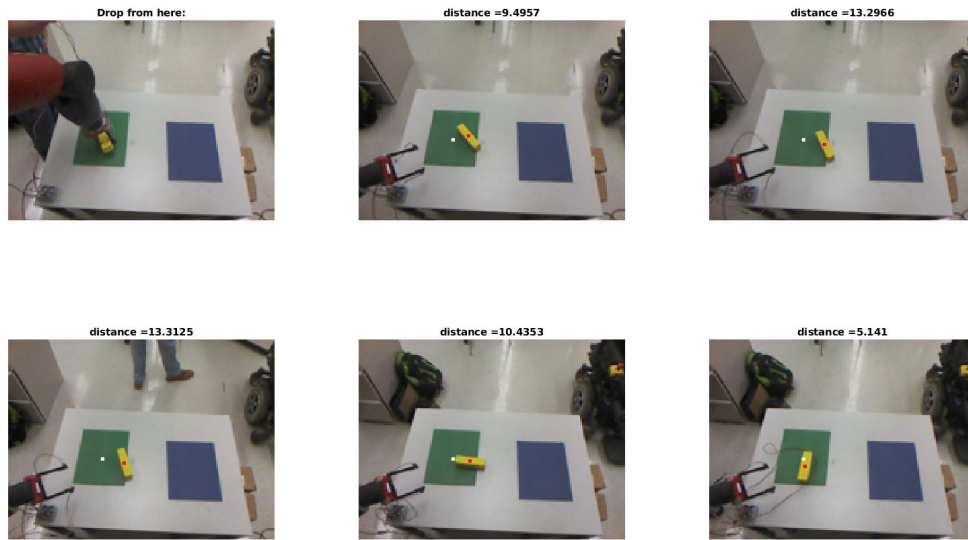 Drop from here:
distance =9.4957
distance =13.2966
distance =13.3125
distance =10.4353
distance =5.141